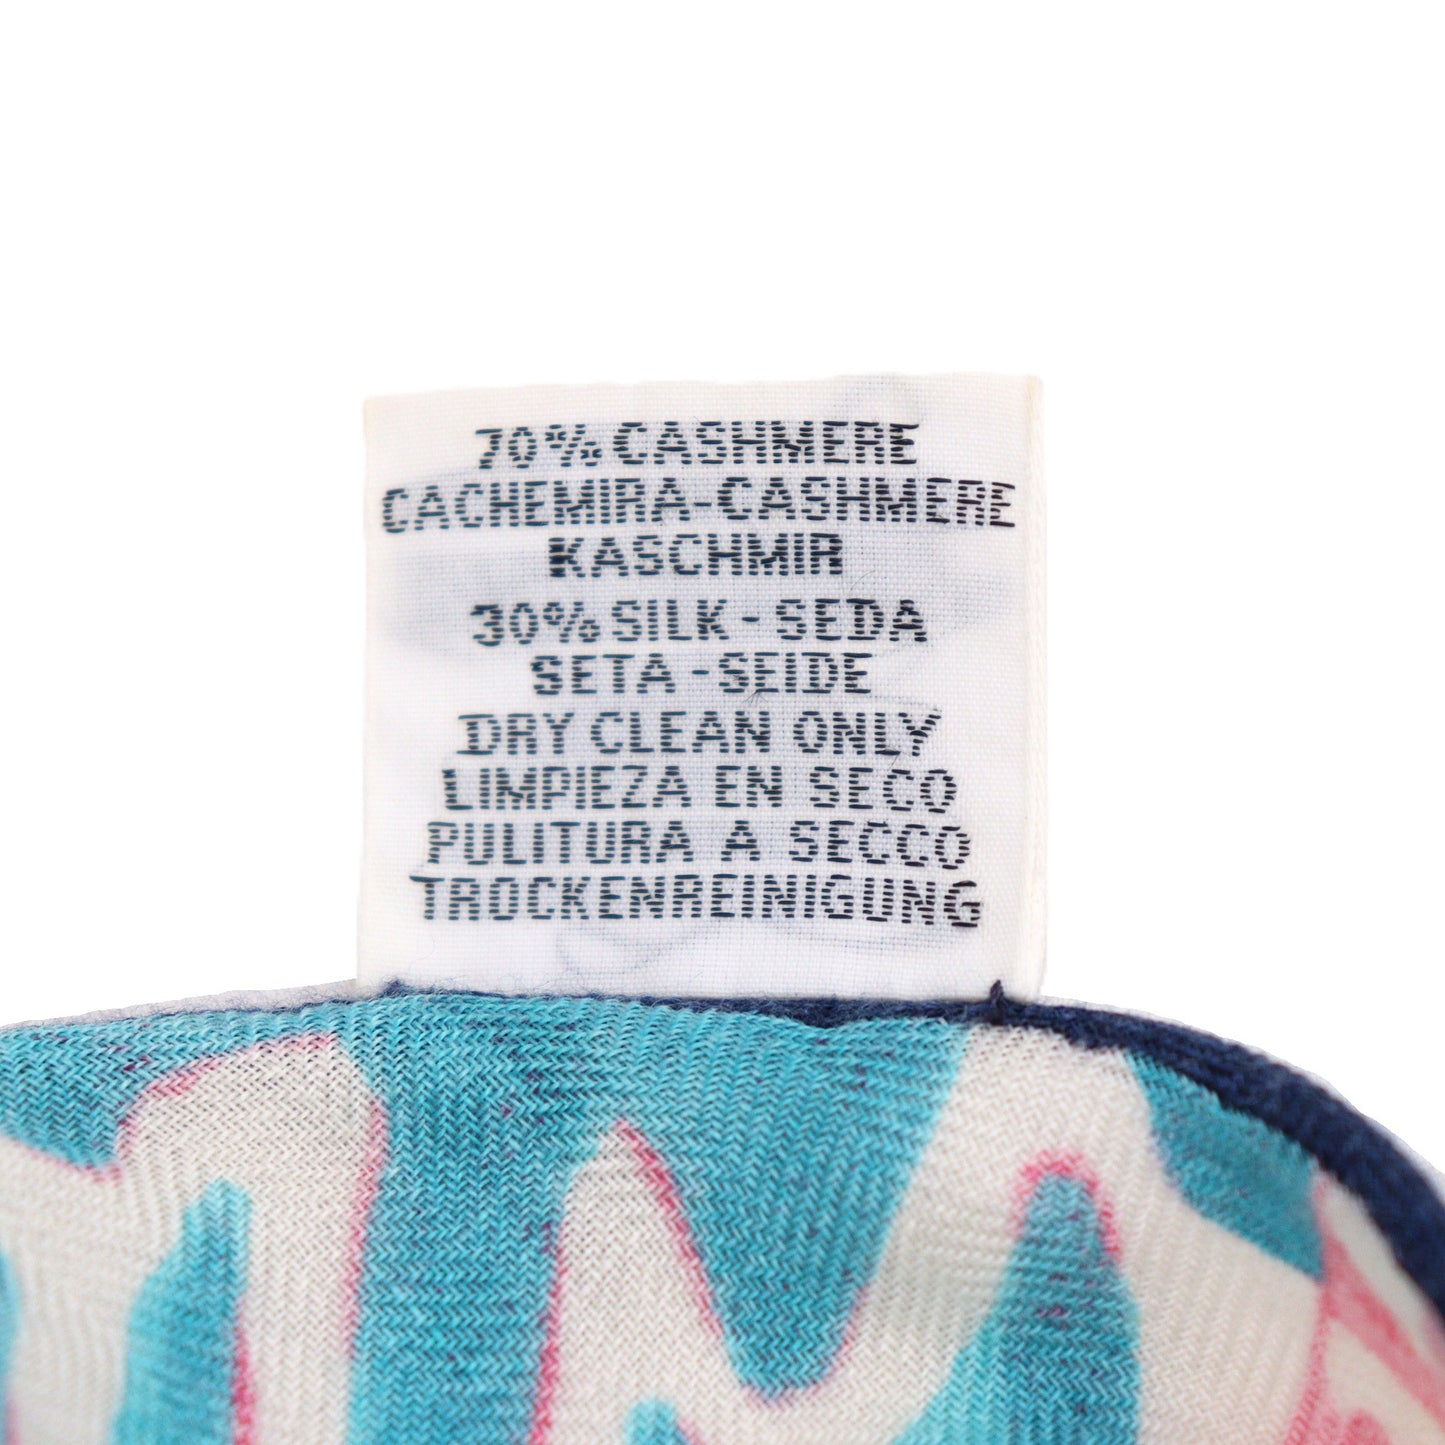 70% CASHMERE
CACHEMIRA-CASHMERE
KASCHMIR
30% SILK - SEDA
SETA - SEIDE
DRY CLEAN ONLY
LIMPIEZA EN SECO
PULITURA A SECCO
TROCKENREINIGUNG